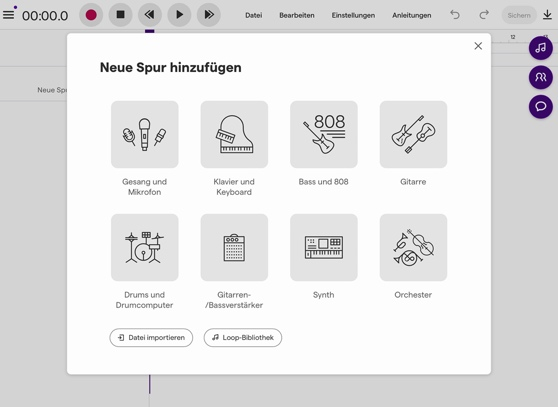 00:00.0
Datei Bearbeiten Einstellungen Anleitungen Sichern
12
Neue Spur hinzufügen
Neue Spu
808
Gesang und
Mikrofon
Klavier und
Keyboard
Bass und 808
Gitarre
Drums und
Drumcomputer
Gitarren-
/Bassverstärker
Synth
Orchester
Datei importieren
Loop-Bibliothek